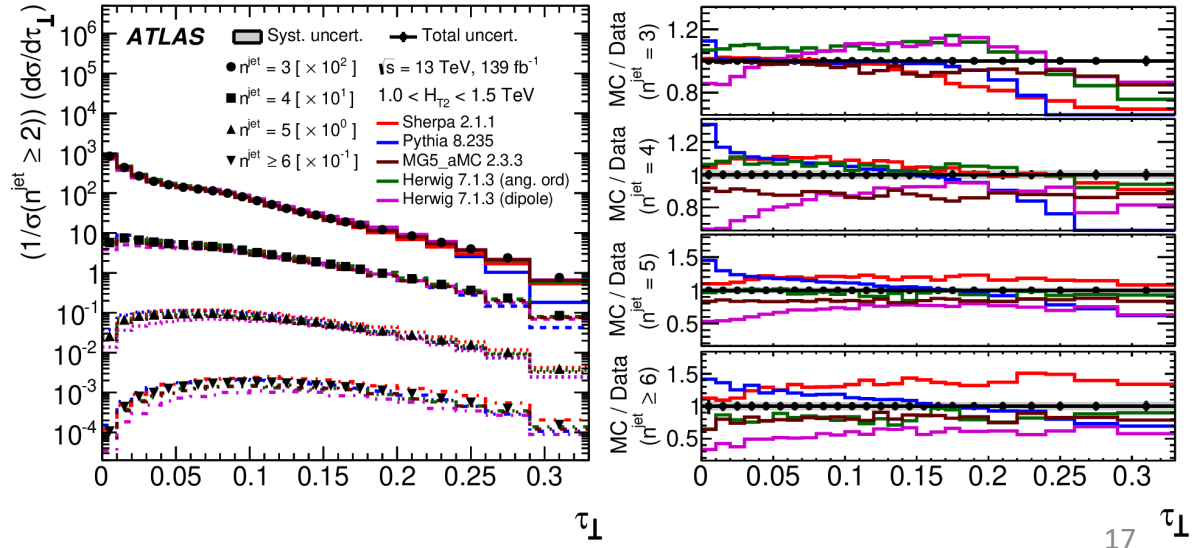 ATLAS
Syst. uncert.
Total uncert.
n^jet = 3 [ × 10^2 ]
√s = 13 TeV, 139 fb^-1
n^jet = 4 [ × 10^1 ]
1.0 < H_T2 < 1.5 TeV
n^jet = 5 [ × 10^0 ]
n^jet ≥ 6 [ × 10^-1 ]
Sherpa 2.1.1
Pythia 8.235
MG5_aMC 2.3.3
Herwig 7.1.3 (ang. ord)
Herwig 7.1.3 (dipole)
(1/σ(n^jet ≥ 2)) (dσ/dτ_⊥)
10^6
10^5
10^4
10^3
10^2
10
1
10^-1
10^-2
10^-3
10^-4
0 0.05 0.1 0.15 0.2 0.25 0.3
τ_⊥
MC / Data
(n^jet = 3)
1.2
1
0.8
MC / Data
(n^jet = 4)
1.2
1
0.8
MC / Data
(n^jet = 5)
1.5
1
0.5
MC / Data
(n^jet ≥ 6)
1.5
1
0.5
0 0.05 0.1 0.15 0.2 0.25 0.3
τ_⊥
17